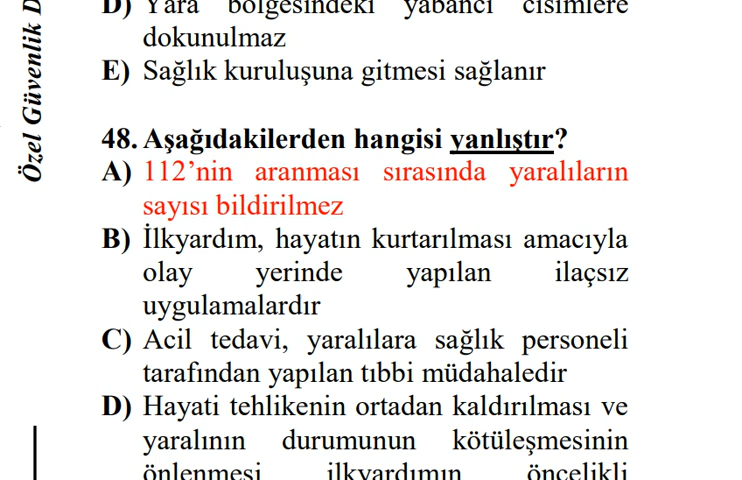 D) Yara bölgesindeki yabancı cisimlere
dokunulmaz
E) Sağlık kuruluşuna gitmesi sağlanır
Özel Güvenlik D
48. Aşağıdakilerden hangisi yanlıştır?
A) 112’nin aranması sırasında yaralıların
sayısı bildirilmez
B) İlkyardım, hayatın kurtarılması amacıyla
olay yerinde yapılan ilaçsız
uygulamalardır
C) Acil tedavi, yaralılara sağlık personeli
tarafından yapılan tıbbi müdahaledir
D) Hayati tehlikenin ortadan kaldırılması ve
yaralının durumunun kötüleşmesinin
önlenmesi ilkyardımın öncelikli